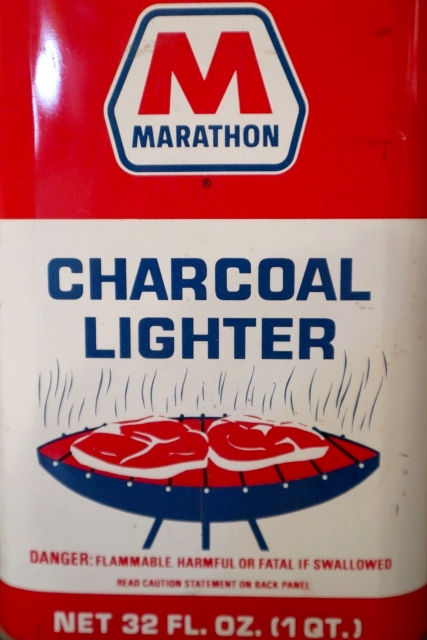 M
MARATHON
®
CHARCOAL
LIGHTER
DANGER: FLAMMABLE. HARMFUL OR FATAL IF SWALLOWED
READ CAUTION STATEMENT ON BACK PANEL
NET 32 FL. OZ. (1 QT.)